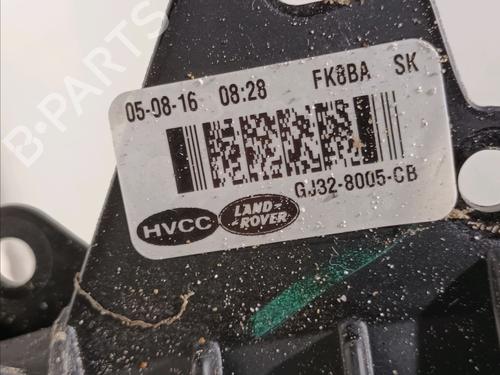 05-08-16 08:28 FK8BA SK
GJ32-8005-CB
HVCC
LAND-
-ROVER
B-PARTS